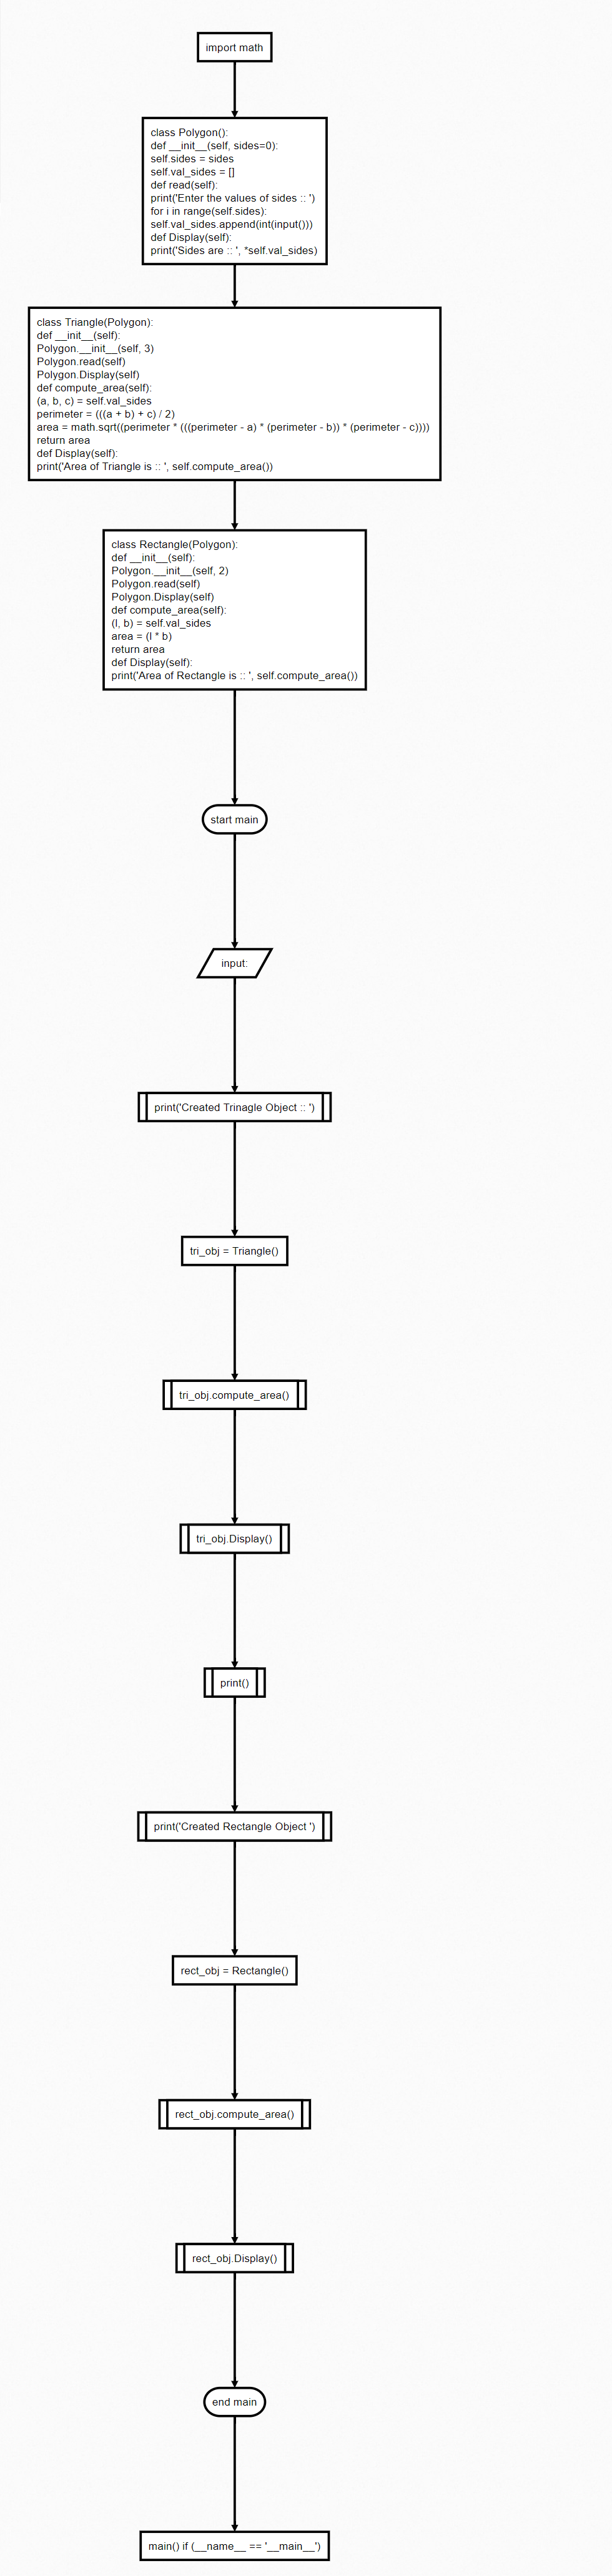 import math
class Polygon():
def __init__(self, sides=0):
self.sides = sides
self.val_sides = []
def read(self):
print('Enter the values of sides :: ')
for i in range(self.sides):
self.val_sides.append(int(input()))
def Display(self):
print('Sides are :: ', *self.val_sides)
class Triangle(Polygon):
def __init__(self):
Polygon.__init__(self, 3)
Polygon.read(self)
Polygon.Display(self)
def compute_area(self):
(a, b, c) = self.val_sides
perimeter = (((a + b) + c) / 2)
area = math.sqrt((perimeter * (((perimeter - a) * (perimeter - b)) * (perimeter - c))))
return area
def Display(self):
print('Area of Triangle is :: ', self.compute_area())
class Rectangle(Polygon):
def __init__(self):
Polygon.__init__(self, 2)
Polygon.read(self)
Polygon.Display(self)
def compute_area(self):
(l, b) = self.val_sides
area = (l * b)
return area
def Display(self):
print('Area of Rectangle is :: ', self.compute_area())
start main
input:
print('Created Trinagle Object :: ')
tri_obj = Triangle()
tri_obj.compute_area()
tri_obj.Display()
print()
print('Created Rectangle Object ')
rect_obj = Rectangle()
rect_obj.compute_area()
rect_obj.Display()
end main
main() if (__name__ == '__main__')